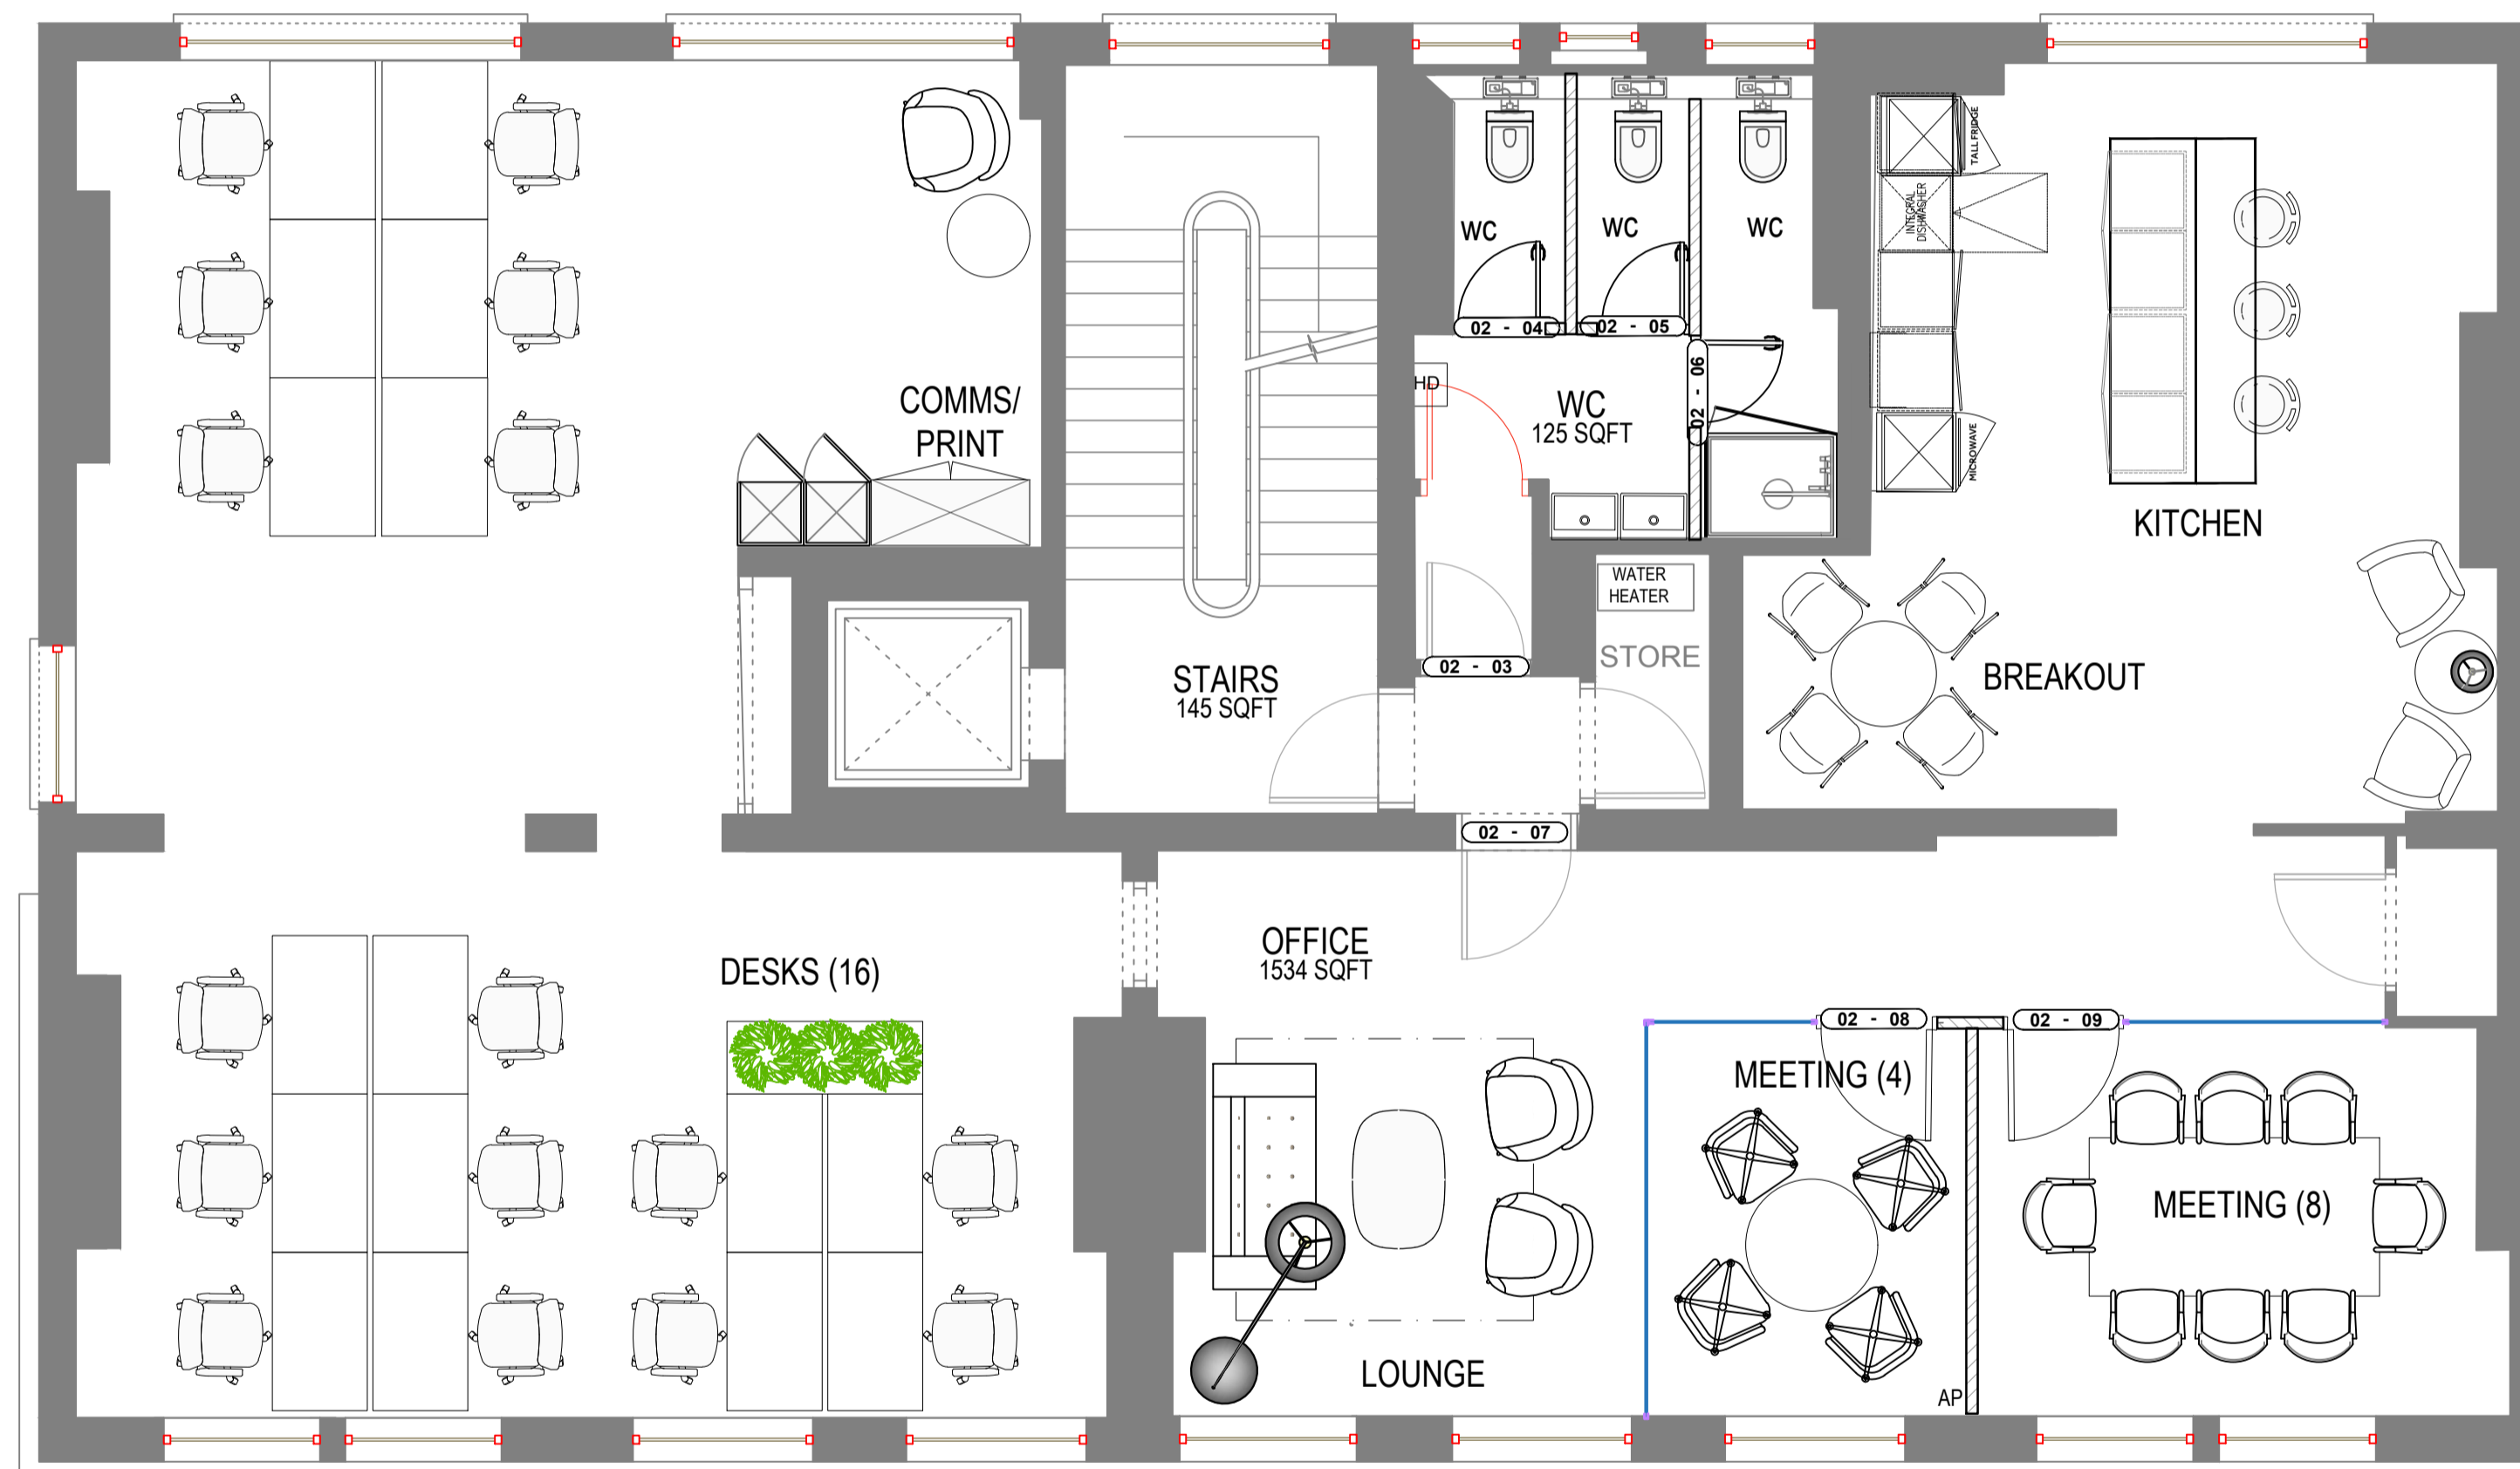 TALL FRIDGE
INTEGRAL
DISHWASHER
WC
WC
WC
02 - 04
02 - 05
02 - 06
HD
COMMS/
PRINT
WC
125 SQFT
MICROWAVE
KITCHEN
WATER
HEATER
STORE
02 - 03
STAIRS
145 SQFT
BREAKOUT
02 - 07
OFFICE
1534 SQFT
DESKS (16)
02 - 08
02 - 09
MEETING (4)
MEETING (8)
LOUNGE
AP